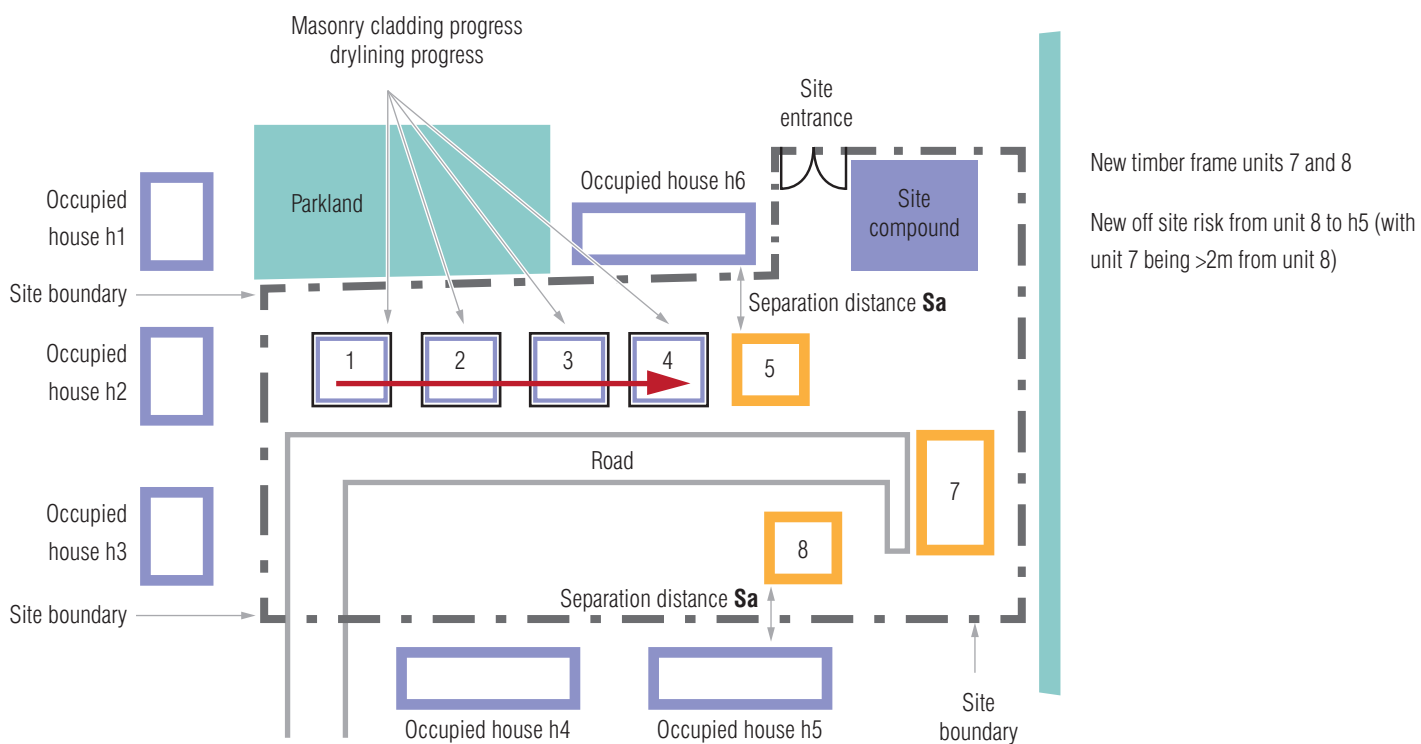 Masonry cladding progress
drylining progress
Site
entrance
Occupied
house h1
Parkland
Occupied house h6
Site
compound
New timber frame units 7 and 8
New off site risk from unit 8 to h5 (with
unit 7 being >2m from unit 8)
Site boundary
Separation distance Sa
Occupied
house h2
1
2
3
4
5
Road
7
Occupied
house h3
8
Separation distance Sa
Site boundary
Occupied house h4
Occupied house h5
Site
boundary